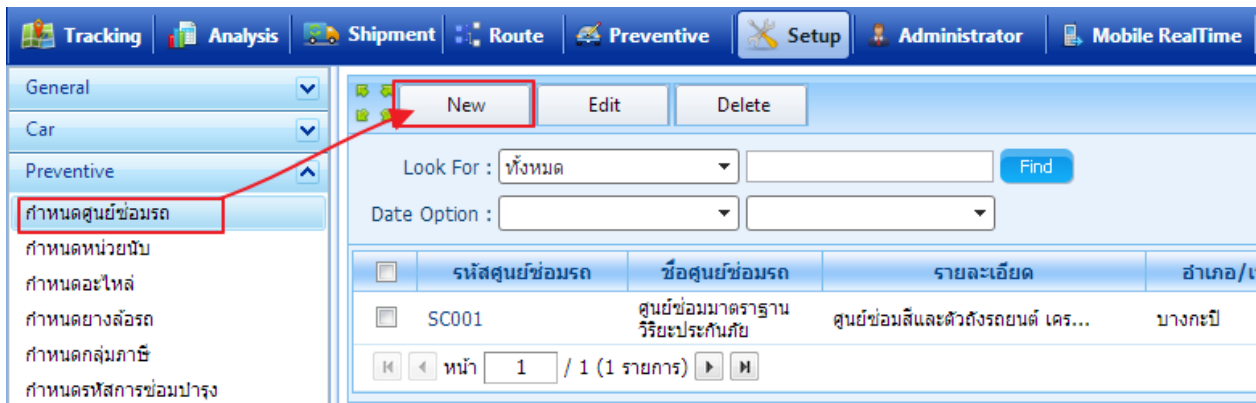 Tracking Analysis Shipment Route Preventive Setup Administrator Mobile RealTime
General
Car
Preventive
กำหนดศูนย์ซ่อมรถ
กำหนดหน่วยนับ
กำหนดอะไหล่
กำหนดยางล้อรถ
กำหนดกลุ่มภาษี
กำหนดรหัสการซ่อมบำรุง
New Edit Delete
Look For : ทั้งหมด Find
Date Option :
รหัสศูนย์ซ่อมรถ ชื่อศูนย์ซ่อมรถ รายละเอียด อำเภอ/เ
SC001 ศูนย์ซ่อมมาตราฐาน ศูนย์ซ่อมสีและตัวถังรถยนต์ เคร... บางกะปิ
วิริยะประกันภัย
หน้า 1 / 1 (1 รายการ)